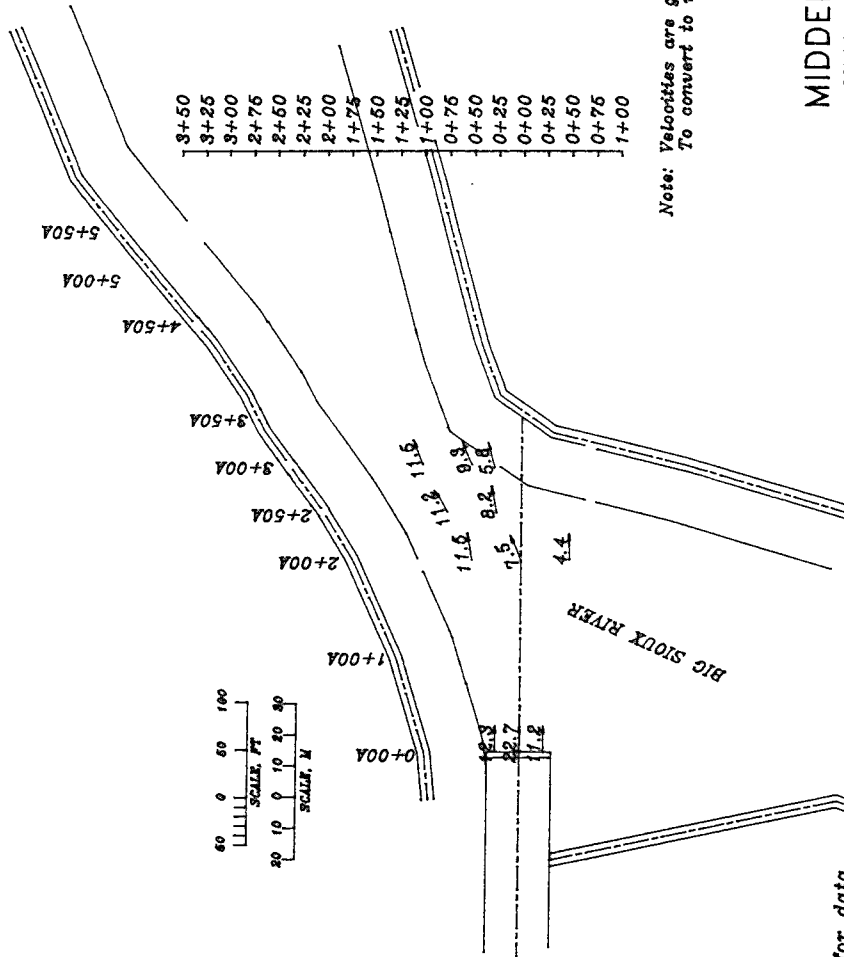 5+50A
5+00A
4+50A
3+50A
3+00A
2+50A
2+00A
1+00A
0+00A
50 0 50 100
SCALE, FT
20 10 0 10 20 30
SCALE, M
3+50
3+25
3+00
2+75
2+50
2+25
2+00
1+75
1+50
1+25
1+00
0+75
0+50
0+25
0+00
0+25
0+50
0+75
1+00
11.5
9.3
5.8
11.2
8.2
11.5
7.5
4.4
12.3
22.7
11.2
BIG SIOUX RIVER
Note: Velocities are
To convert to
MIDDE
for data